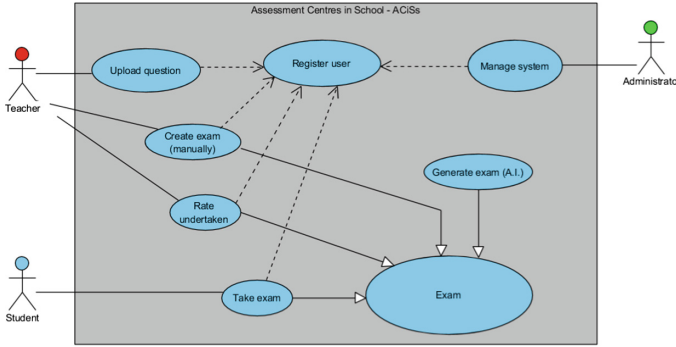 Assessment Centres in School - ACiSs
Register user
Upload question
Manage system
Teacher
Administrato
Create exam
(manually)
Generate exam (A.I.)
Rate
undertaken
Take exam
Exam
Student